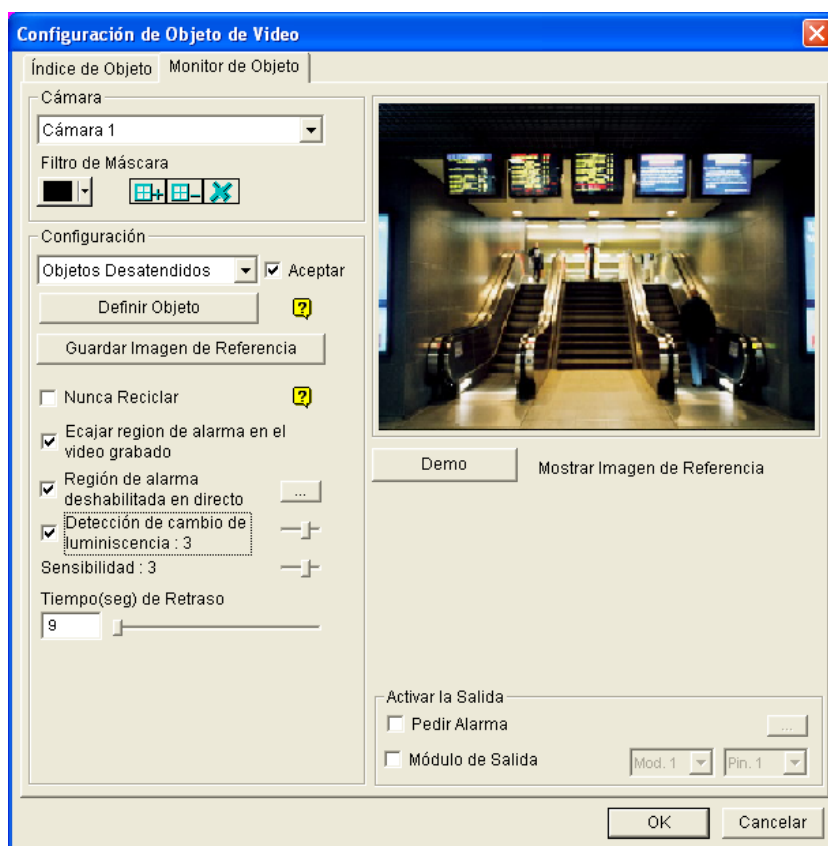 Configuración de Objeto de Video
Índice de Objeto
Monitor de Objeto
Cámara
Cámara 1
Filtro de Máscara
Configuración
Objetos Desatendidos
Aceptar
Definir Objeto
?
Guardar Imagen de Referencia
Nunca Reciclar
?
Ecajar region de alarma en el
video grabado
Región de alarma
deshabilitada en directo
...
Detección de cambio de
luminiscencia : 3
Sensibilidad : 3
Tiempo(seg) de Retraso
9
Demo
Mostrar Imagen de Referencia
Activar la Salida
Pedir Alarma
...
Módulo de Salida
Mod. 1
Pin. 1
OK
Cancelar